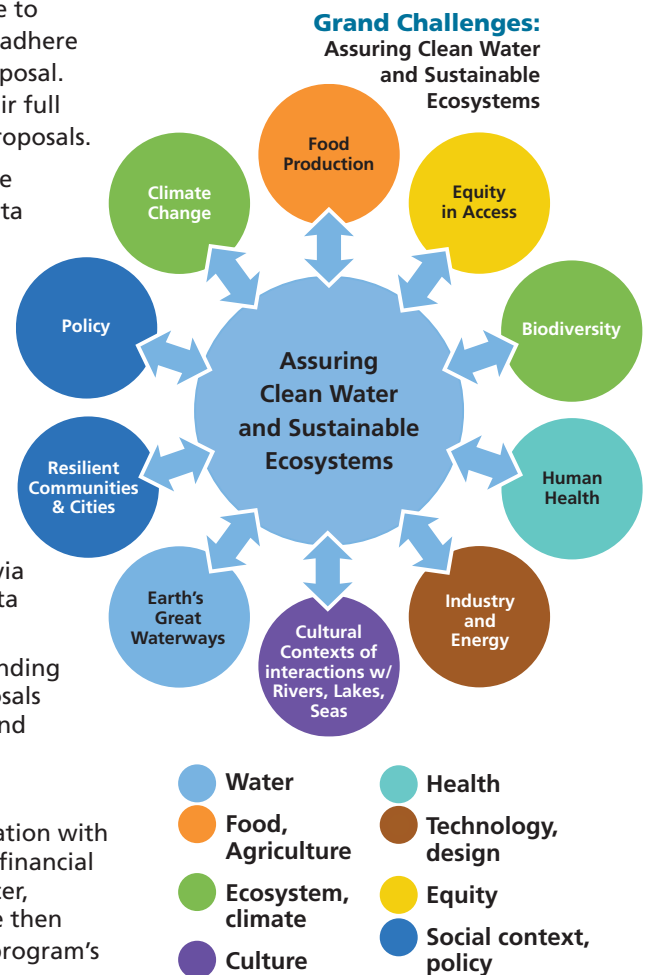 e to
adhere
posal.
ir full
roposals.
e
ta
via
ta
nding
sals
nd
ation with
financial
ter,
e then
program's
Grand Challenges:
Assuring Clean Water
and Sustainable
Ecosystems
Food
Production
Climate
Change
Equity
in Access
Policy
Biodiversity
Assuring
Clean Water
and Sustainable
Ecosystems
Resilient
Communities
& Cities
Human
Health
Earth's
Great
Waterways
Industry
and
Energy
Cultural
Contexts of
interactions w/
Rivers, Lakes,
Seas
Water
Food,
Agriculture
Ecosystem,
climate
Culture
Health
Technology,
design
Equity
Social context,
policy